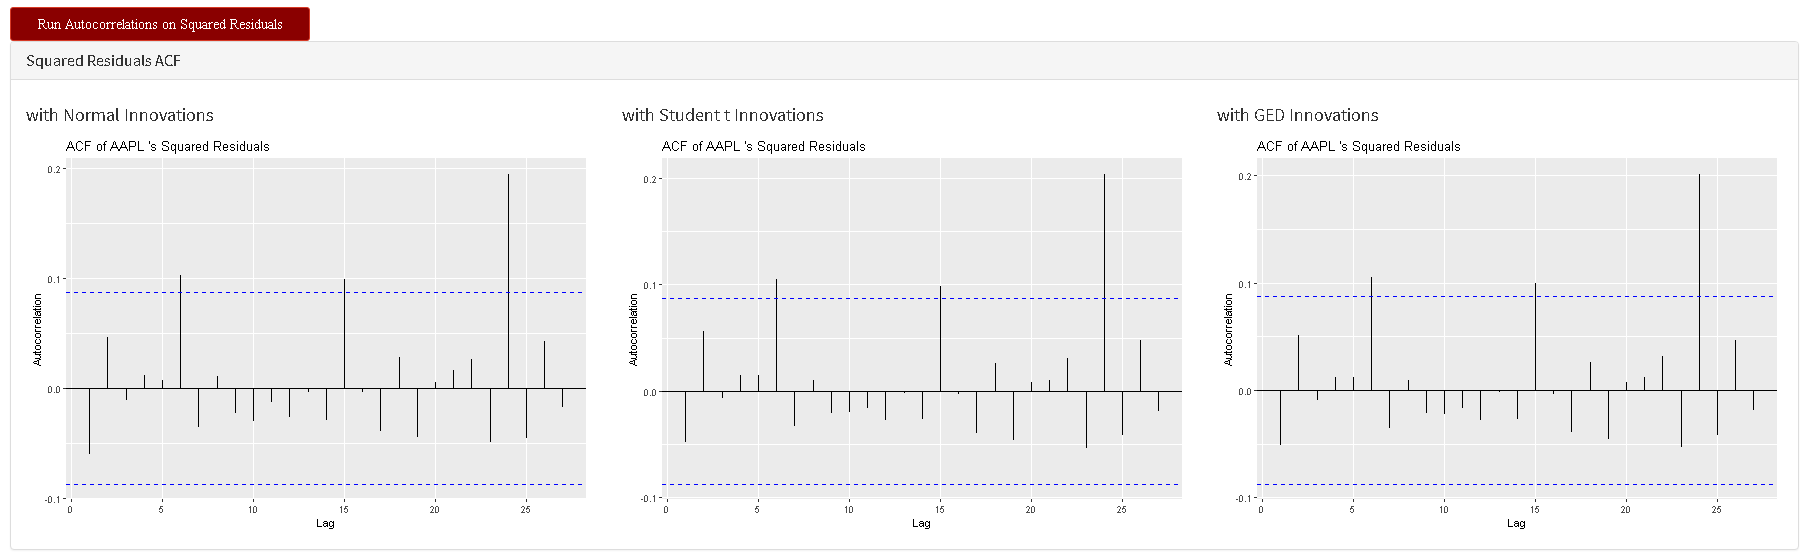 Run Autocorrelations on Squared Residuals
Squared Residuals ACF
with Normal Innovations
ACF of AAPL 's Squared Residuals
0.2
0.1
0.0
-0.1
Autocorrelation
0
5
10
15
20
25
Lag
with Student t Innovations
ACF of AAPL 's Squared Residuals
0.2
0.1
0.0
-0.1
Autocorrelation
0
5
10
15
20
25
Lag
with GED Innovations
ACF of AAPL 's Squared Residuals
0.2
0.1
0.0
-0.1
Autocorrelation
0
5
10
15
20
25
Lag